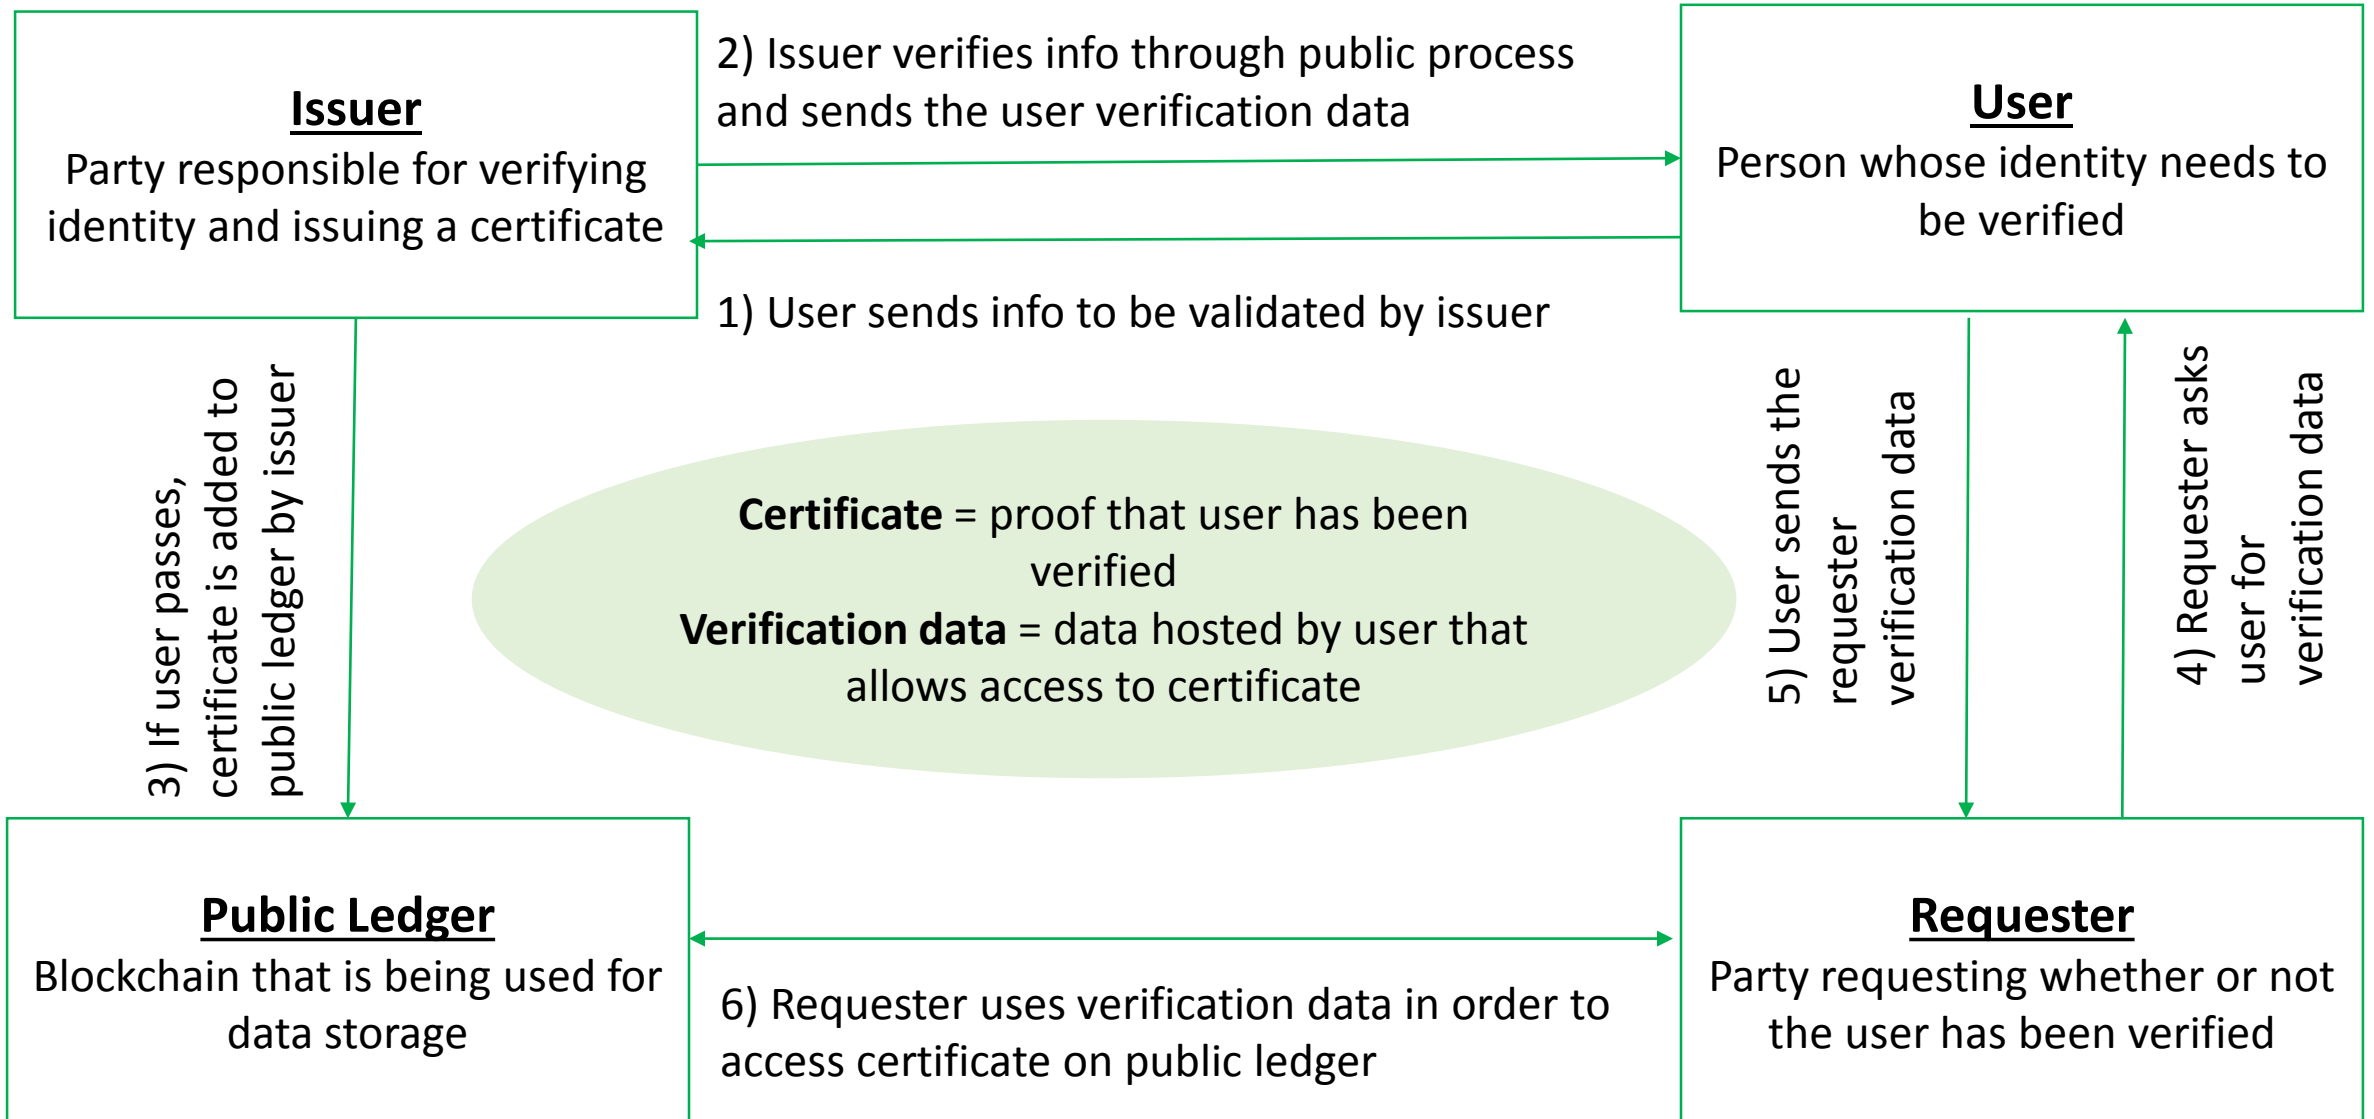 Issuer
Party responsible for verifying
identity and issuing a certificate
2) Issuer verifies info through public process
and sends the user verification data
User
Person whose identity needs to
be verified
1) User sends info to be validated by issuer
3) If user passes,
certificate is added to
public ledger by issuer
Certificate = proof that user has been
verified
Verification data = data hosted by user that
allows access to certificate
5) User sends the
requester
verification data
4) Requester asks
user for
verification data
Public Ledger
Blockchain that is being used for
data storage
6) Requester uses verification data in order to
access certificate on public ledger
Requester
Party requesting whether or not
the user has been verified